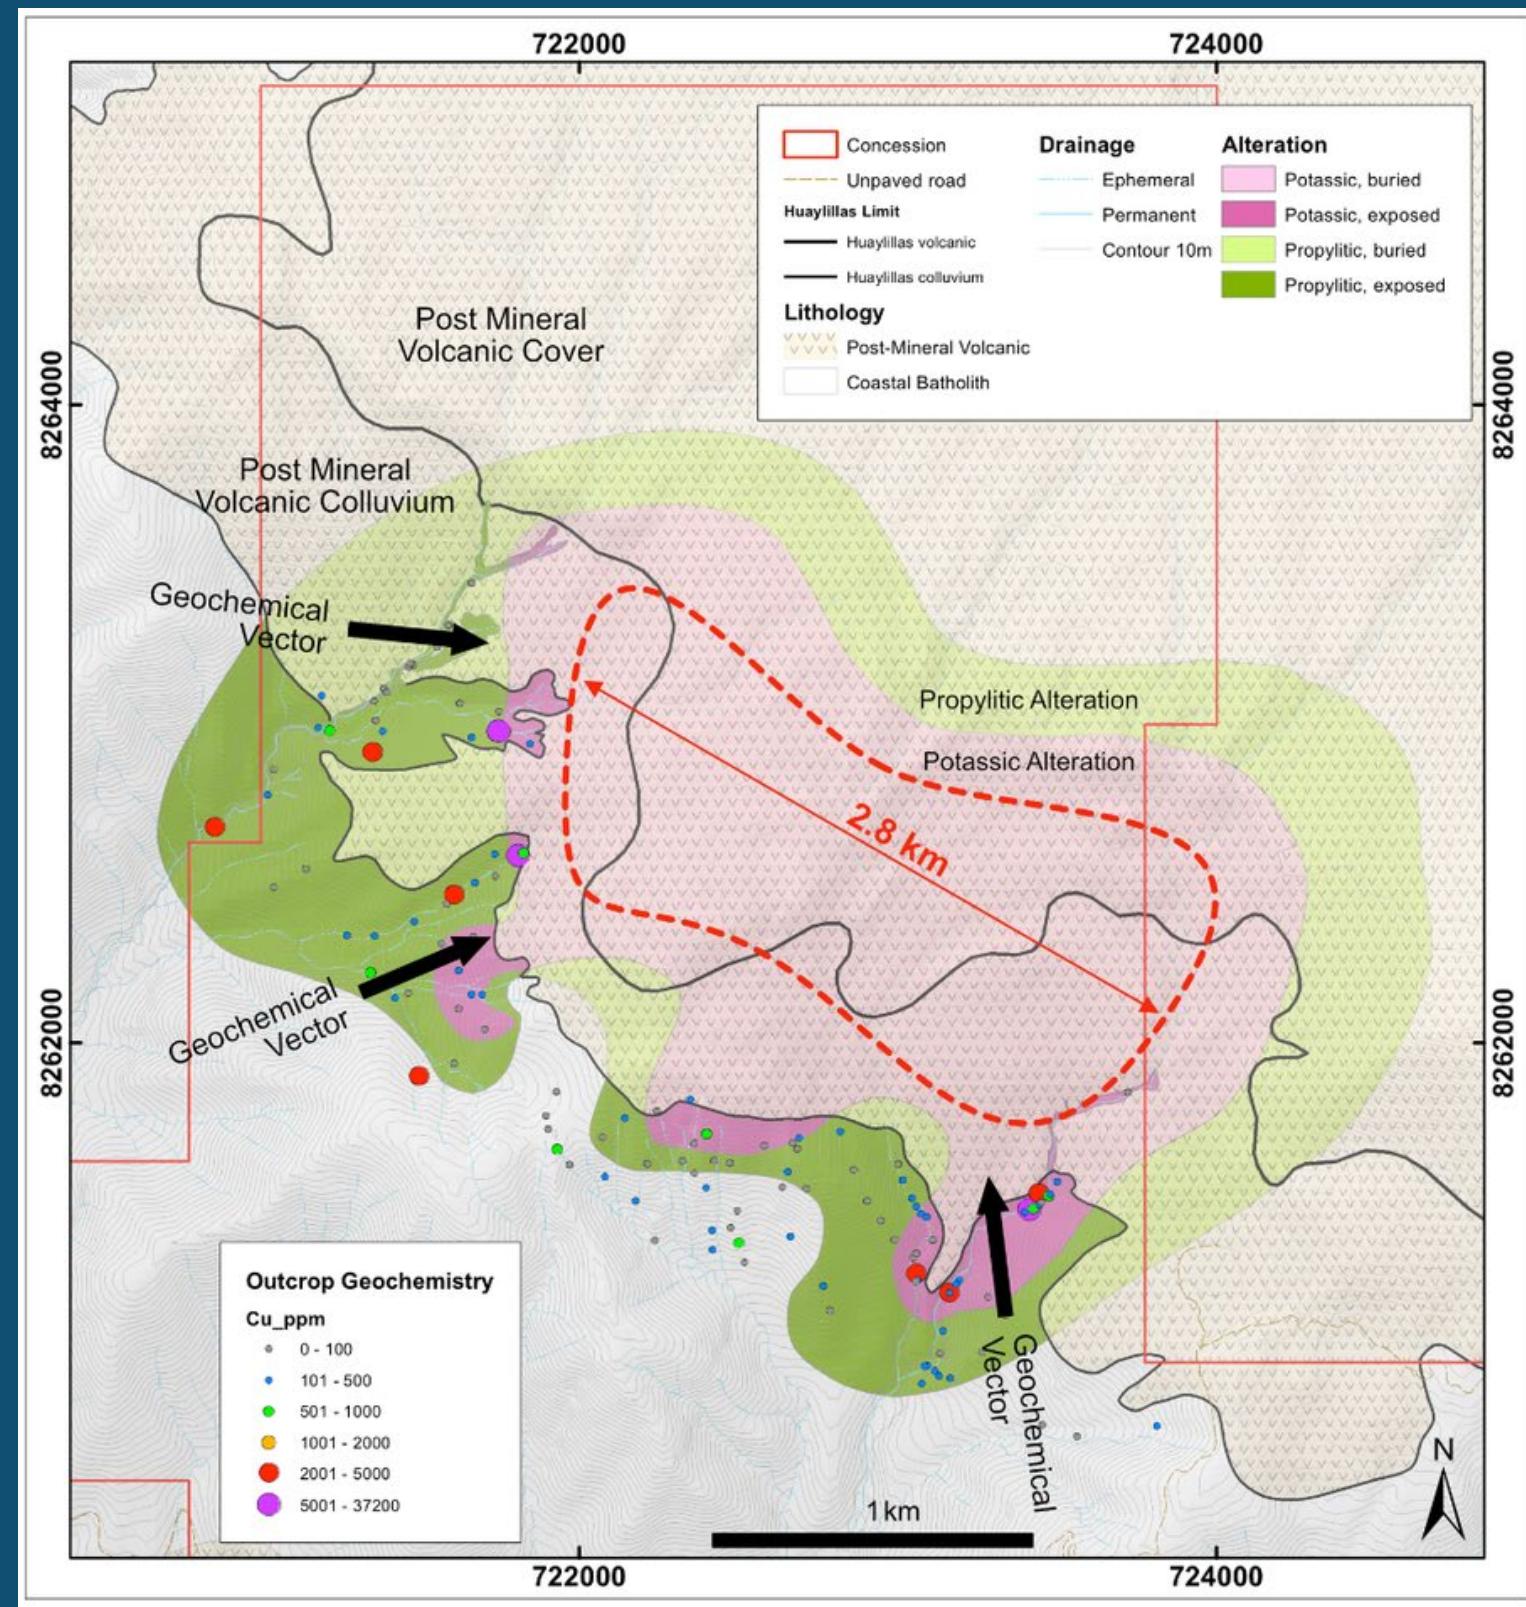 722000
724000
Concession
Unpaved road
Huaylillas Limit
Huaylillas volcanic
Huaylillas colluvium
Lithology
Post-Mineral Volcanic
Coastal Batholith
Drainage
Ephemeral
Permanent
Contour 10m
Alteration
Potassic, buried
Potassic, exposed
Propylitic, buried
Propylitic, exposed
Post Mineral
Volcanic Cover
8264000
8264000
Post Mineral
Volcanic Colluvium
Geochemical
Vector
Propylitic Alteration
Potassic Alteration
2.8 km
Geochemical
Vector
8262000
8262000
Geochemical
Vector
Outcrop Geochemistry
Cu_ppm
0 - 100
101 - 500
501 - 1000
1001 - 2000
2001 - 5000
5001 - 37200
1 km
N
722000
724000